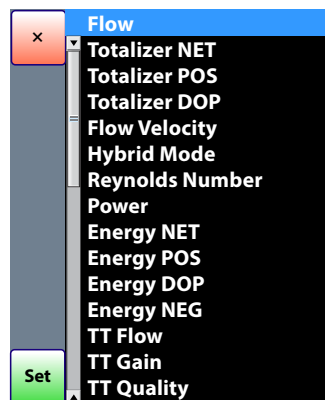 ×
Flow
Totalizer NET
Totalizer POS
Totalizer DOP
Flow Velocity
Hybrid Mode
Reynolds Number
Power
Energy NET
Energy POS
Energy DOP
Energy NEG
TT Flow
TT Gain
TT Quality
Set